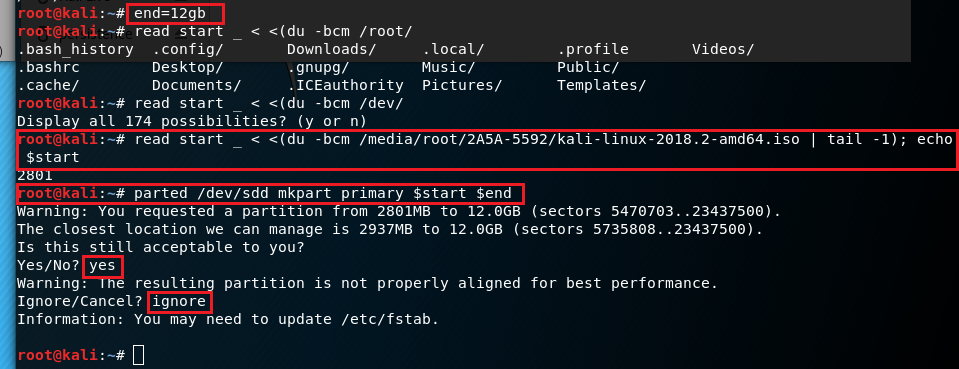 root@kali:~# end=12gb
root@kali:~# read start _ < <(du -bcm /root/
.bash_history .config/ Downloads/ .local/ .profile Videos/
.bashrc Desktop/ .gnupg/ Music/ Public/
.cache/ Documents/ .ICEauthority Pictures/ Templates/
root@kali:~# read start _ < <(du -bcm /dev/
Display all 174 possibilities? (y or n)
root@kali:~# read start _ < <(du -bcm /media/root/2A5A-5592/kali-linux-2018.2-amd64.iso | tail -1); echo
$start
2801
root@kali:~# parted /dev/sdd mkpart primary $start $end
Warning: You requested a partition from 2801MB to 12.0GB (sectors 5470703..23437500).
The closest location we can manage is 2937MB to 12.0GB (sectors 5735808..23437500).
Is this still acceptable to you?
Yes/No? yes
Warning: The resulting partition is not properly aligned for best performance.
Ignore/Cancel? ignore
Information: You may need to update /etc/fstab.
root@kali:~#